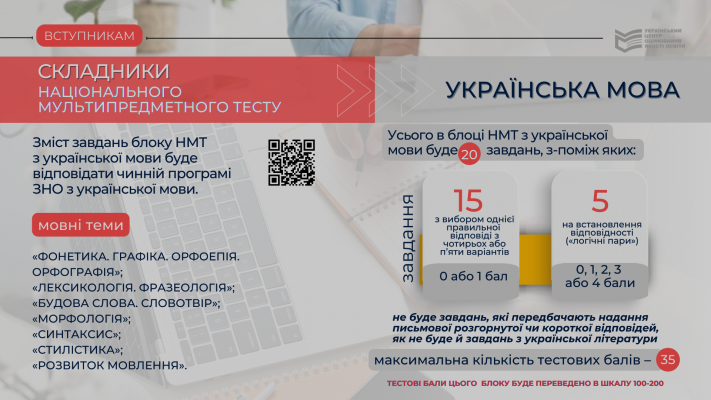 ВСТУПНИКАМ
УКРАЇНСЬКИЙ
ЦЕНТР
ОЦІНЮВАННЯ
ЯКОСТІ ОСВІТИ
СКЛАДНИКИ
НАЦІОНАЛЬНОГО
МУЛЬТИПРЕДМЕТНОГО ТЕСТУ
УКРАЇНСЬКА МОВА
Зміст завдань блоку НМТ
з української мови буде
відповідати чинній програмі
ЗНО з української мови.
мовні теми
«ФОНЕТИКА. ГРАФІКА. ОРФОЕПІЯ.
ОРФОГРАФІЯ»;
«ЛЕКСИКОЛОГІЯ. ФРАЗЕОЛОГІЯ»;
«БУДОВА СЛОВА. СЛОВОТВІР»;
«МОРФОЛОГІЯ»;
«СИНТАКСИС»;
«СТИЛІСТИКА»;
«РОЗВИТОК МОВЛЕННЯ».
Усього в блоці НМТ з української
мови буде 20 завдань, з-поміж яких:
завдання
15
з вибором однієї
правильної
відповіді з
чотирьох або
п'яти варіантів
0 або 1 бал
5
на встановлення
відповідності
(«логічні пари»)
0, 1, 2, 3
або 4 бали
не буде завдань, які передбачають надання
письмової розгорнутої чи короткої відповідей,
як не буде й завдань з української літератури
максимальна кількість тестових балів – 35
ТЕСТОВІ БАЛИ ЦЬОГО БЛОКУ БУДЕ ПЕРЕВЕДЕНО В ШКАЛУ 100-200